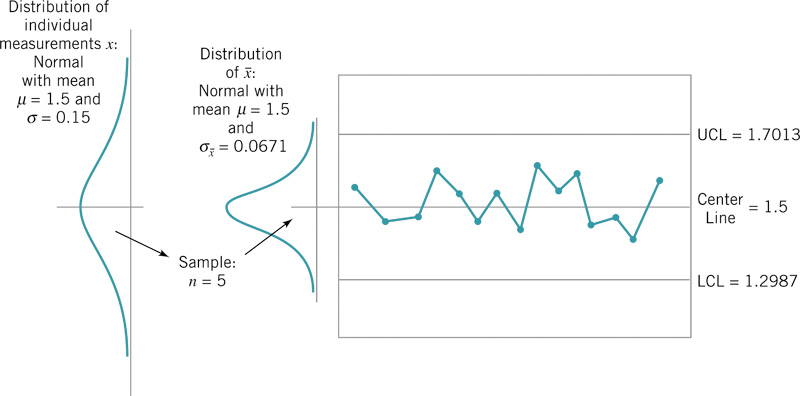 Distribution of
individual
measurements x:
Normal
with mean
μ = 1.5 and
σ = 0.15
Distribution
of x̄:
Normal with
mean μ = 1.5
and
σx̄ = 0.0671
Sample:
n = 5
UCL = 1.7013
Center
Line = 1.5
LCL = 1.2987